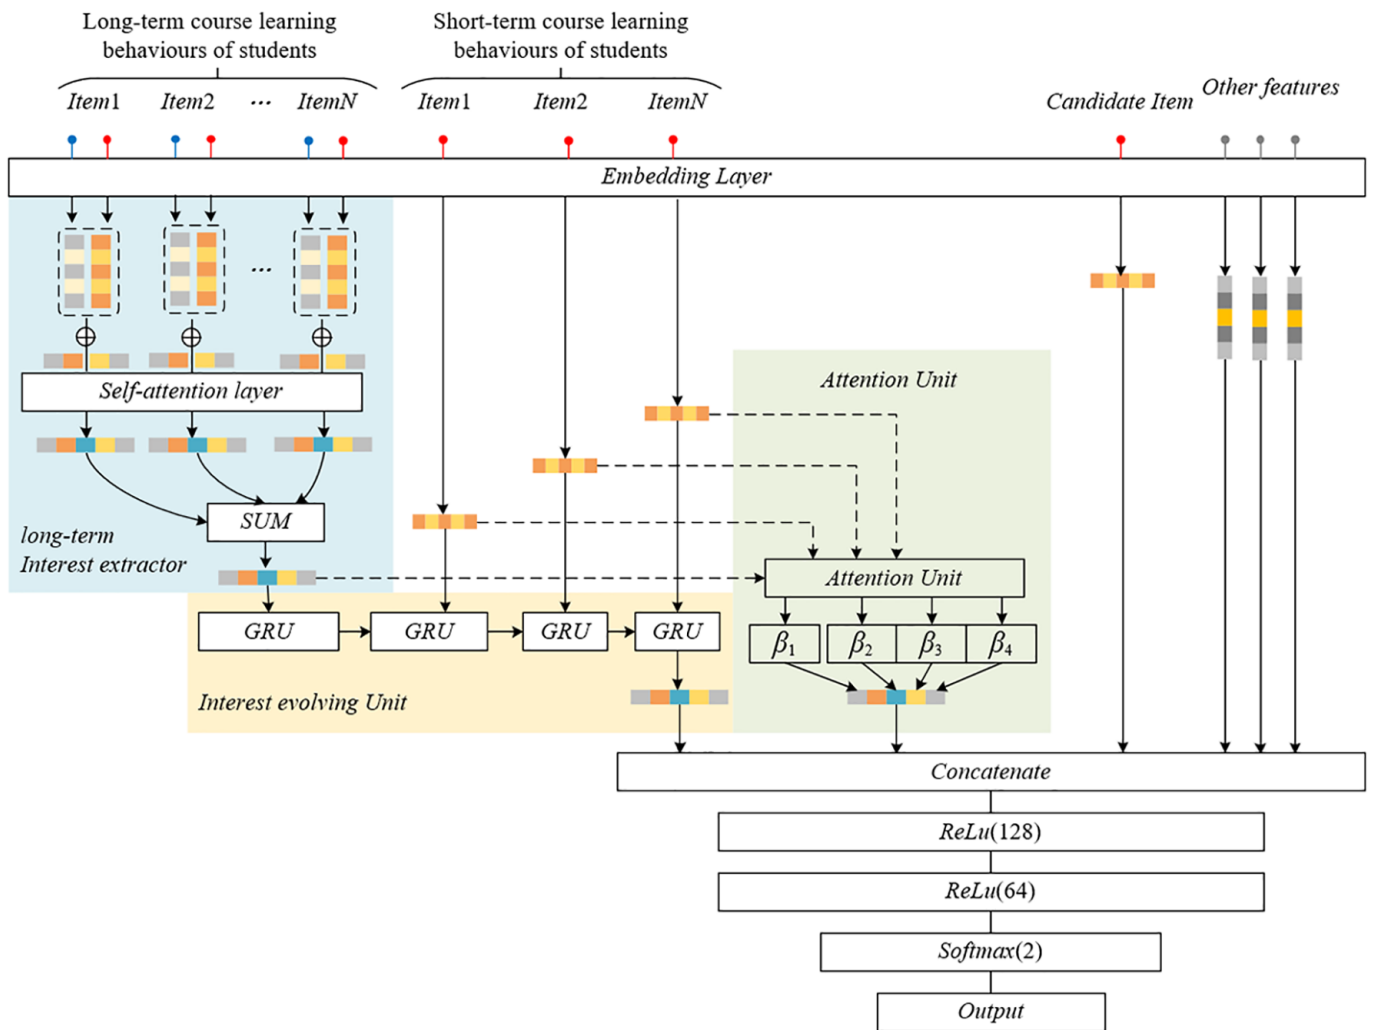 Long-term course learning
behaviours of students
Short-term course learning
behaviours of students
Item1
Item2
...
ItemN
Item1
Item2
ItemN
Candidate Item
Other features
Embedding Layer
...
Self-attention layer
SUM
long-term
Interest extractor
Attention Unit
Attention Unit
GRU
GRU
GRU
GRU
β1
β2
β3
β4
Interest evolving Unit
Concatenate
ReLu(128)
ReLu(64)
Softmax(2)
Output